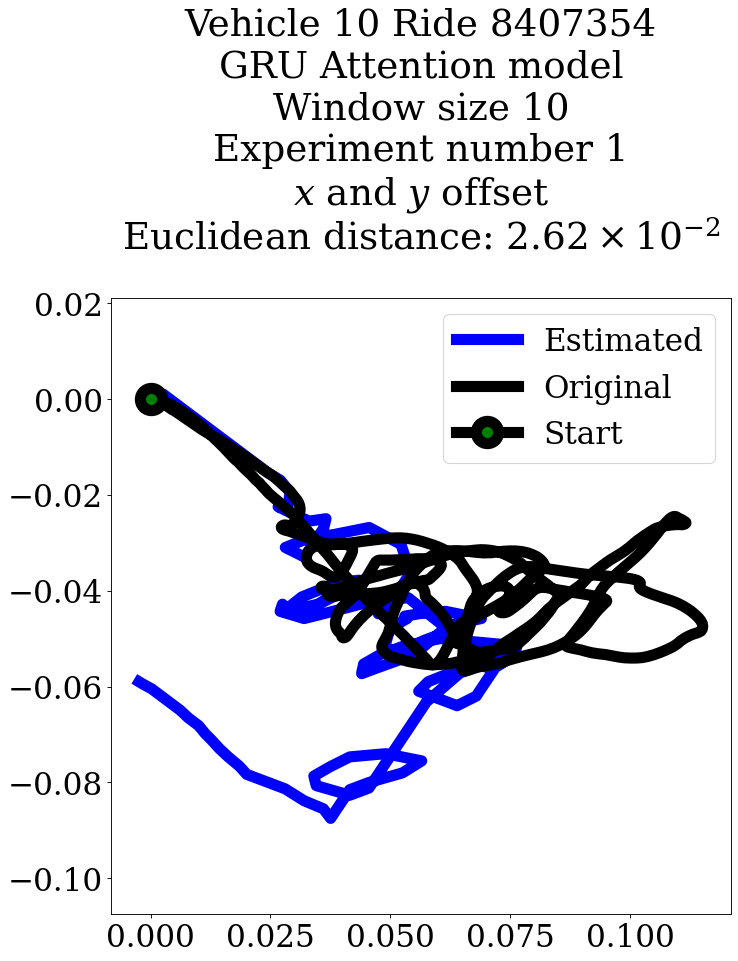 Vehicle 10 Ride 8407354
GRU Attention model
Window size 10
Experiment number 1
x and y offset
Euclidean distance: 2.62 × 10⁻²
0.02
0.00
−0.02
−0.04
−0.06
−0.08
−0.10
Estimated
Original
Start
0.000 0.025 0.050 0.075 0.100